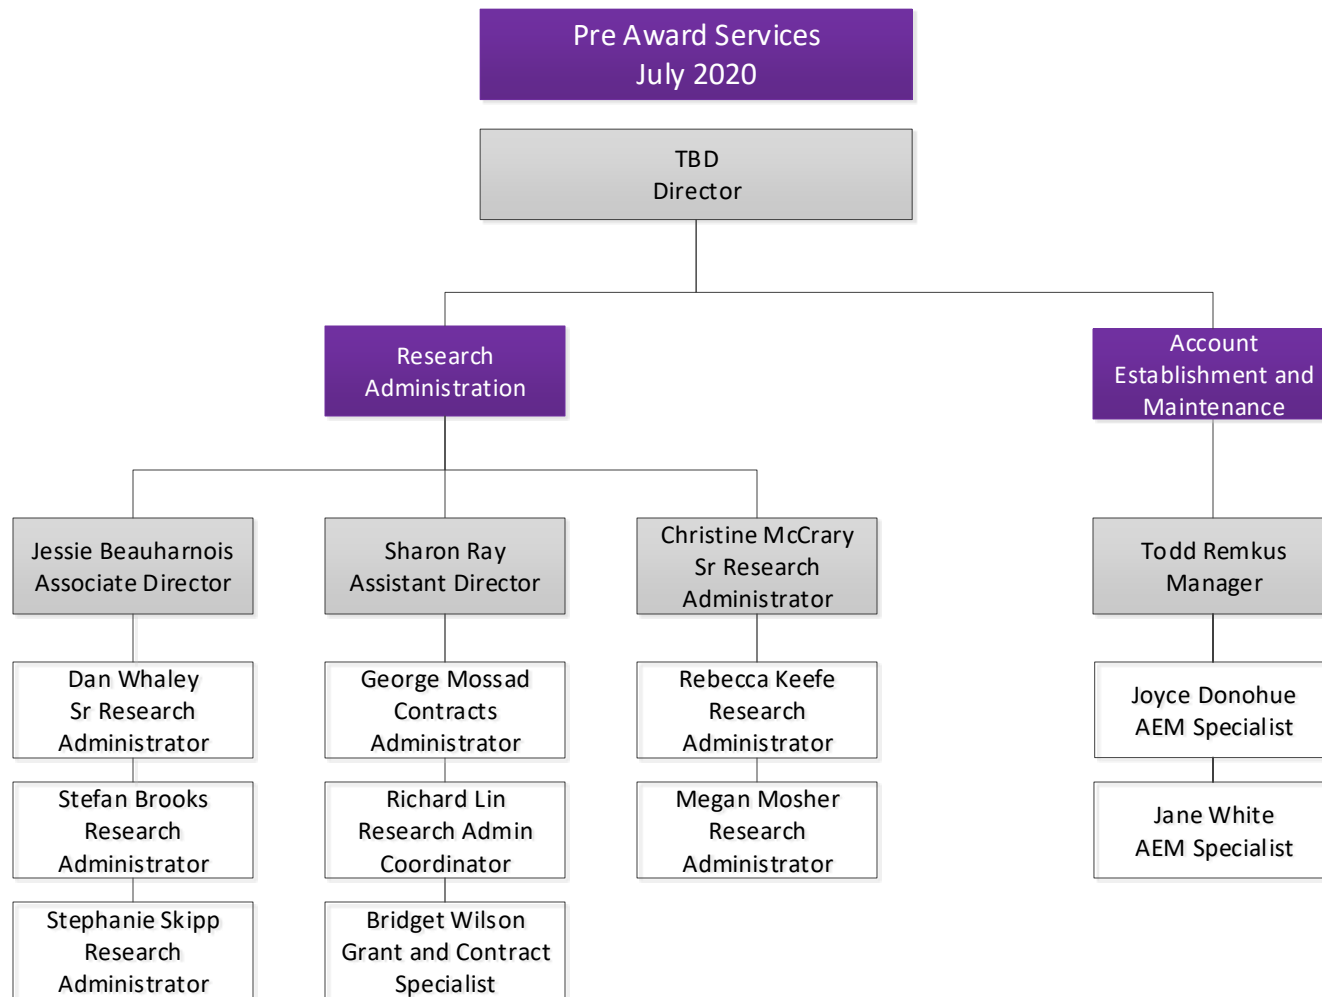 Pre Award Services
July 2020
TBD
Director
Research
Administration
Account
Establishment and
Maintenance
Jessie Beauharnois
Associate Director
Sharon Ray
Assistant Director
Christine McCrary
Sr Research
Administrator
Todd Remkus
Manager
Dan Whaley
Sr Research
Administrator
George Mossad
Contracts
Administrator
Rebecca Keefe
Research
Administrator
Joyce Donohue
AEM Specialist
Stefan Brooks
Research
Administrator
Richard Lin
Research Admin
Coordinator
Megan Mosher
Research
Administrator
Jane White
AEM Specialist
Stephanie Skipp
Research
Administrator
Bridget Wilson
Grant and Contract
Specialist